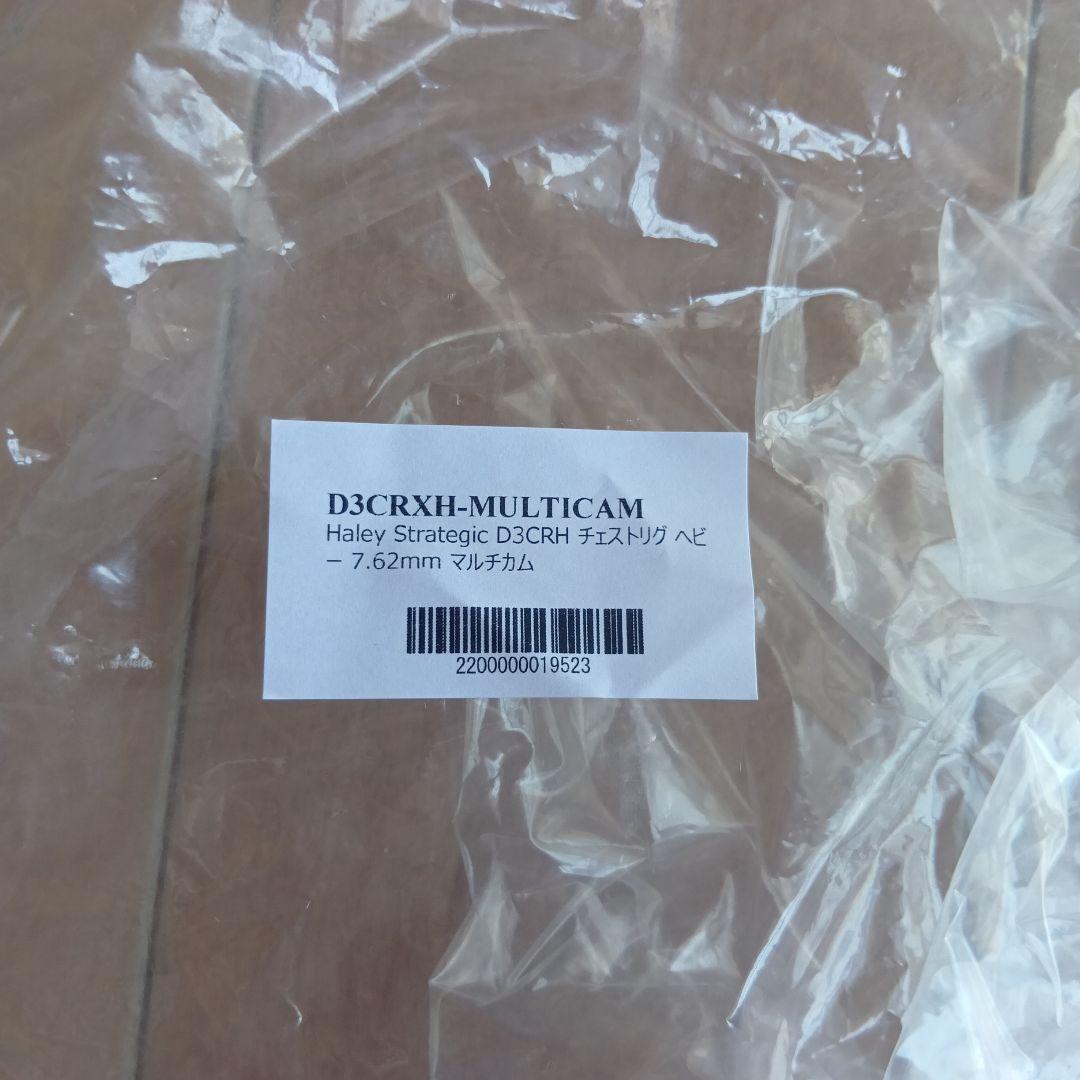 D3CRXH-MULTICAM
Haley Strategic D3CRH チェストリグ ヘビ
ー 7.62mm マルチカム
2200000019523